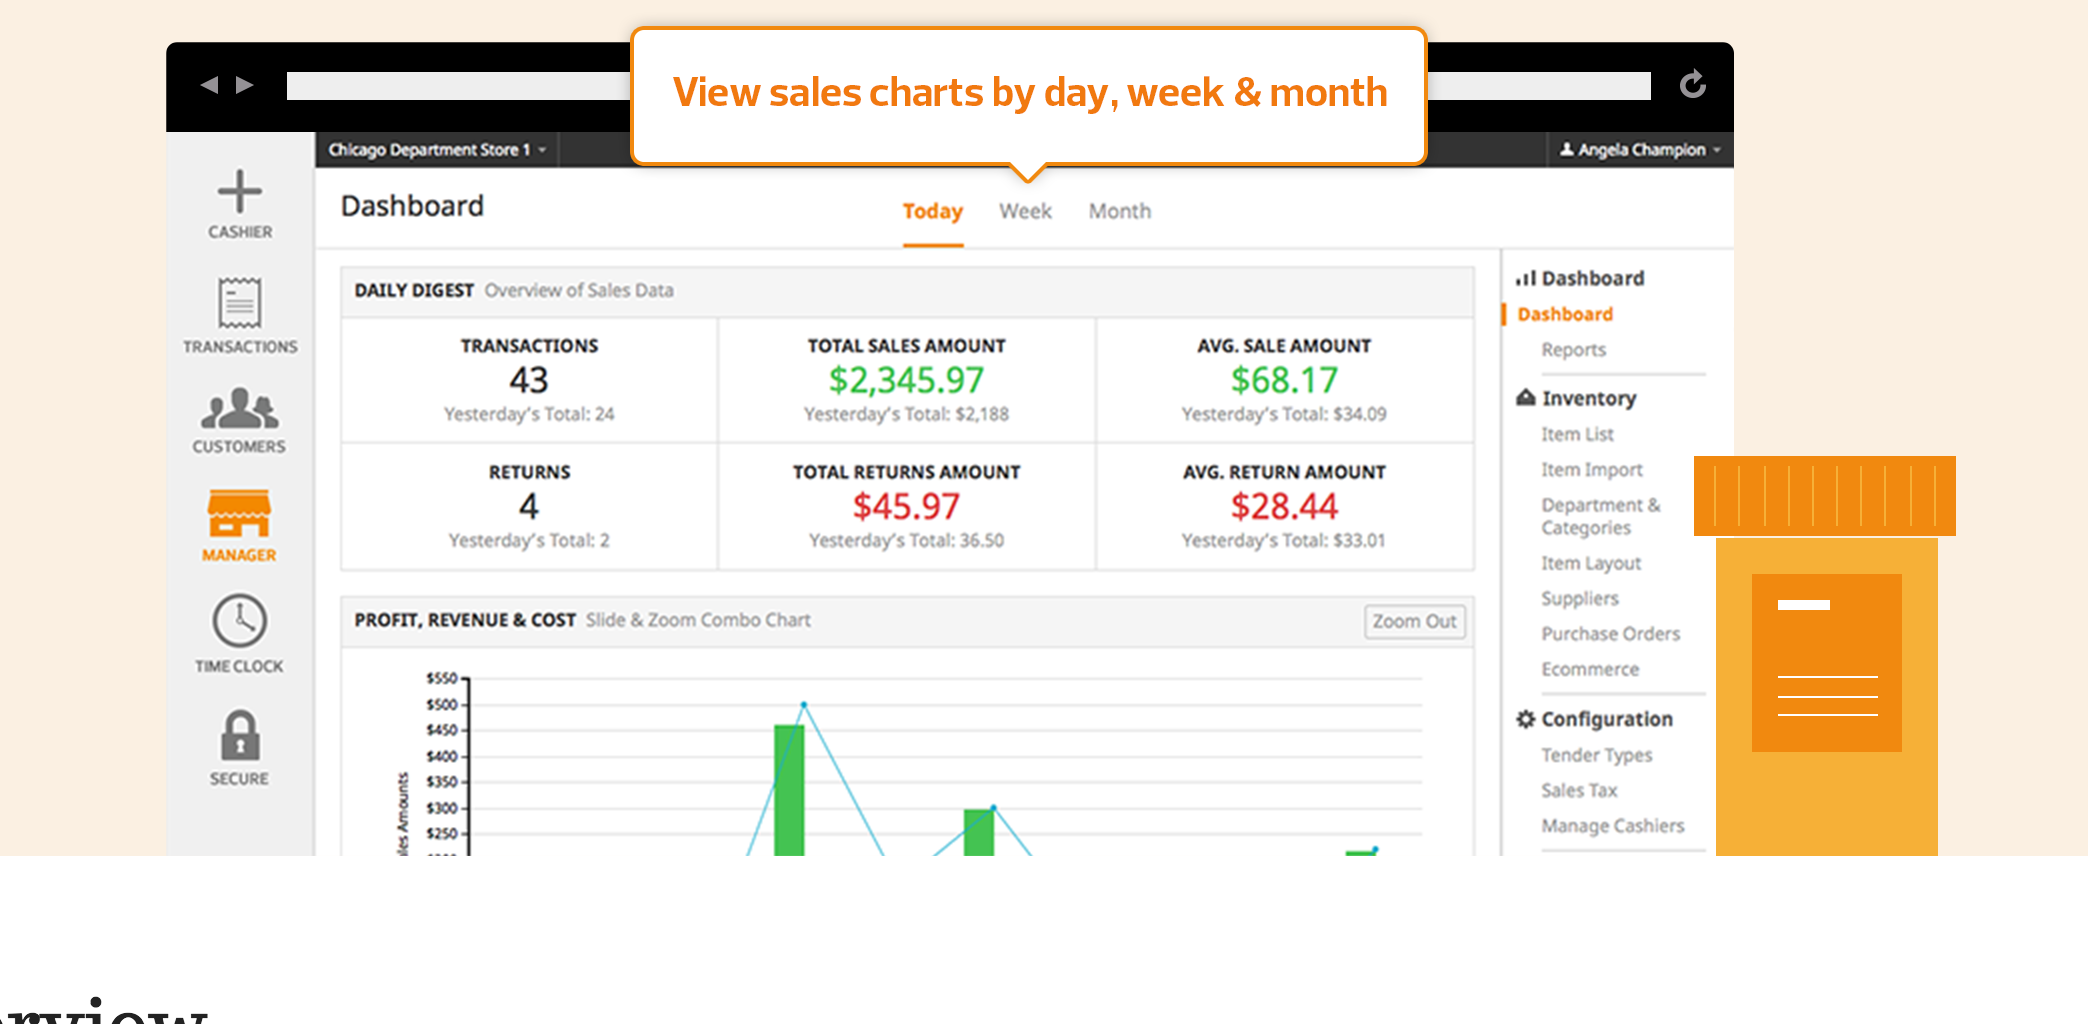 View sales charts by day, week & month
Chicago Department Store 1
Angela Champion
CASHIER
TRANSACTIONS
CUSTOMERS
MANAGER
TIME CLOCK
SECURE
Dashboard
Today Week Month
DAILY DIGEST Overview of Sales Data
TRANSACTIONS
43
Yesterday's Total: 24
TOTAL SALES AMOUNT
$2,345.97
Yesterday's Total: $2,188
AVG. SALE AMOUNT
$68.17
Yesterday's Total: $34.09
RETURNS
4
Yesterday's Total: 2
TOTAL RETURNS AMOUNT
$45.97
Yesterday's Total: 36.50
AVG. RETURN AMOUNT
$28.44
Yesterday's Total: $33.01
PROFIT, REVENUE & COST Slide & Zoom Combo Chart
Zoom Out
$550
$500
$450
$400
$350
$300
$250
Amounts
Dashboard
Dashboard
Reports
Inventory
Item List
Item Import
Department &
Categories
Item Layout
Suppliers
Purchase Orders
Ecommerce
Configuration
Tender Types
Sales Tax
Manage Cashiers